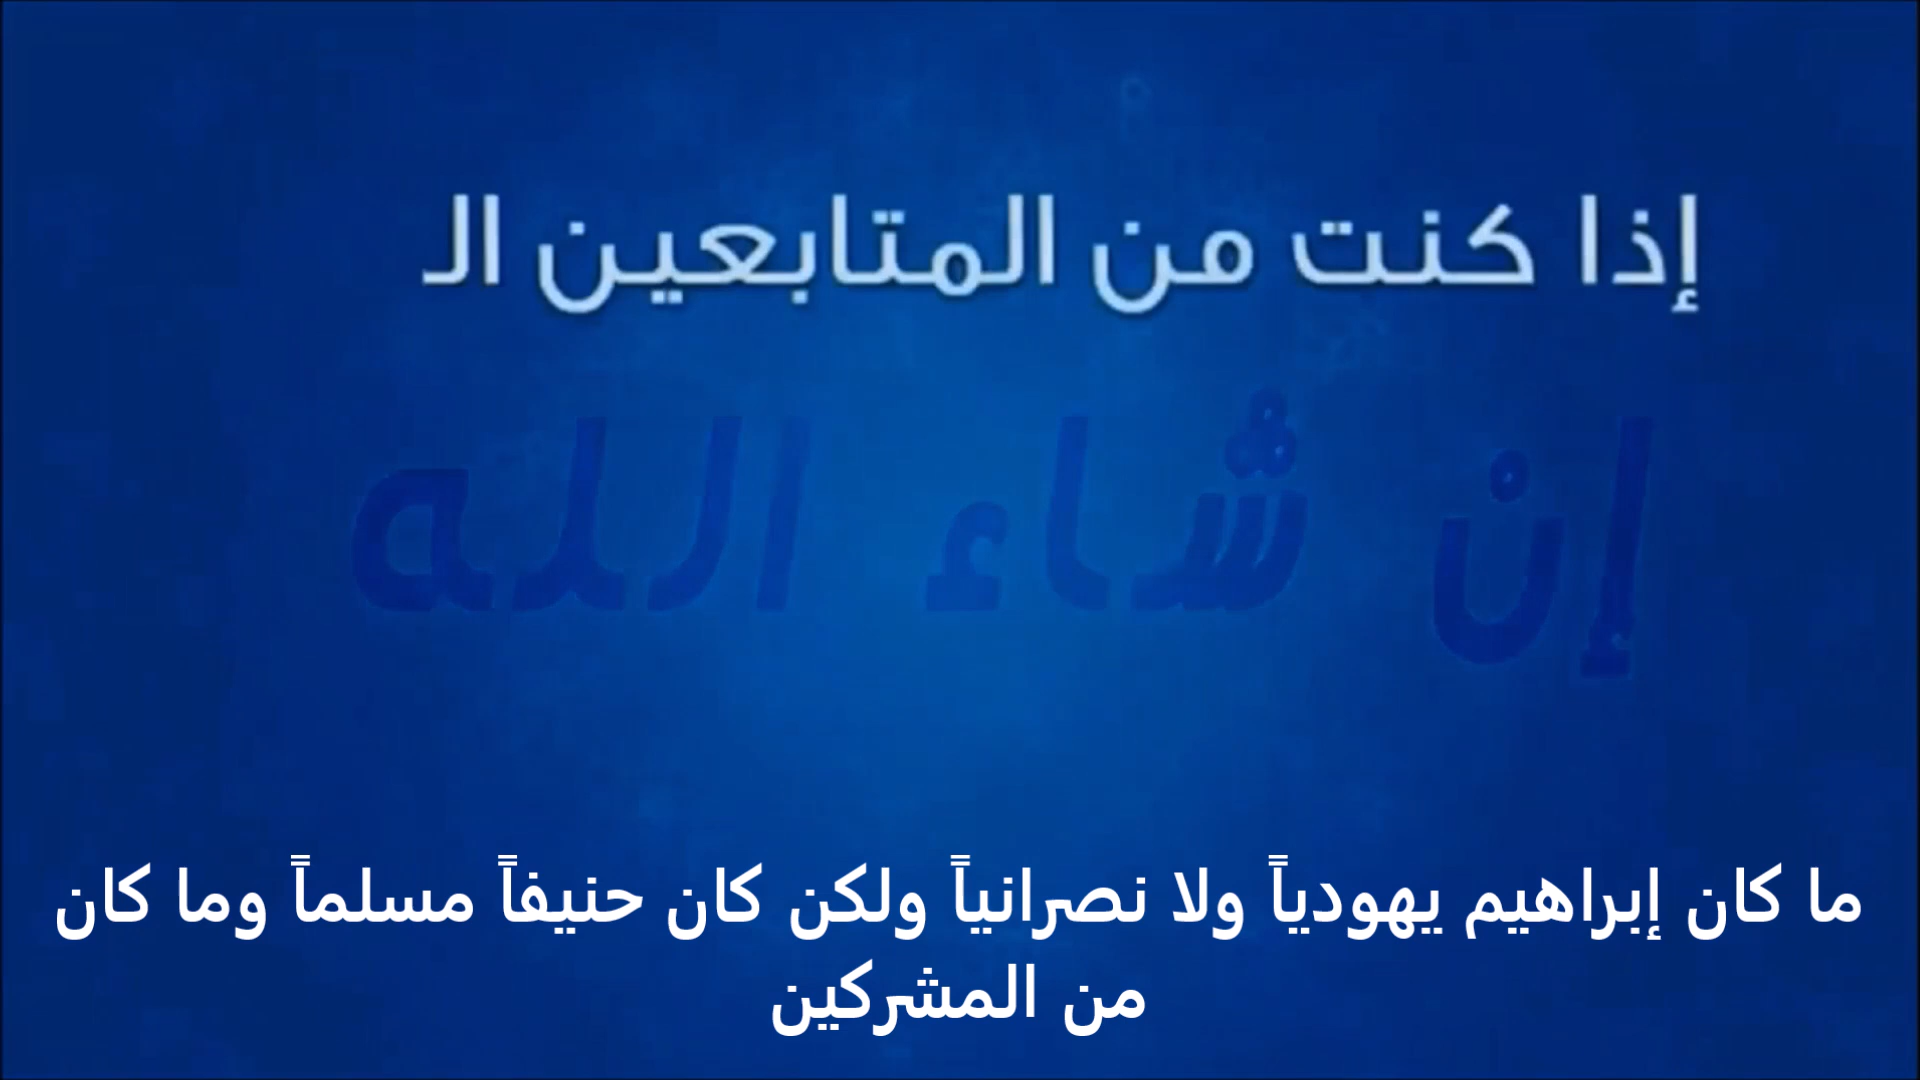 إذا كنت من المتابعين الـ
إن شاء الله
ما كان إبراهيم يهودياً ولا نصرانياً ولكن كان حنيفاً مسلماً وما كان
من المشركين